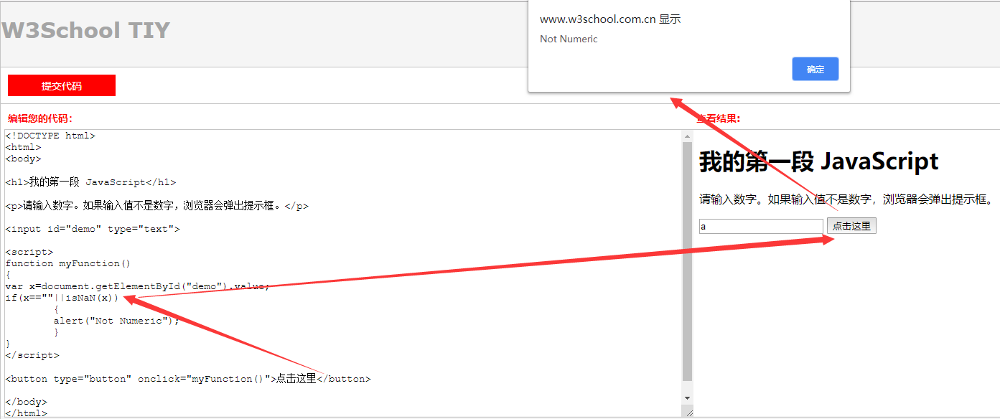 W3School TIY
www.w3school.com.cn 显示
Not Numeric
确定
提交代码
编辑您的代码：
<!DOCTYPE html>
<html>
<body>
<h1>我的第一段 JavaScript</h1>
<p>请输入数字。如果输入值不是数字，浏览器会弹出提示框。</p>
<input id="demo" type="text">
<script>
function myFunction()
{
var x=document.getElementById("demo").value;
if(x==""||isNaN(x))
{
alert("Not Numeric");
}
}
</script>
<button type="button" onclick="myFunction()">点击这里</button>
</body>
</html>
查看结果:
我的第一段 JavaScript
请输入数字。如果输入值不是数字，浏览器会弹出提示框。
a 点击这里